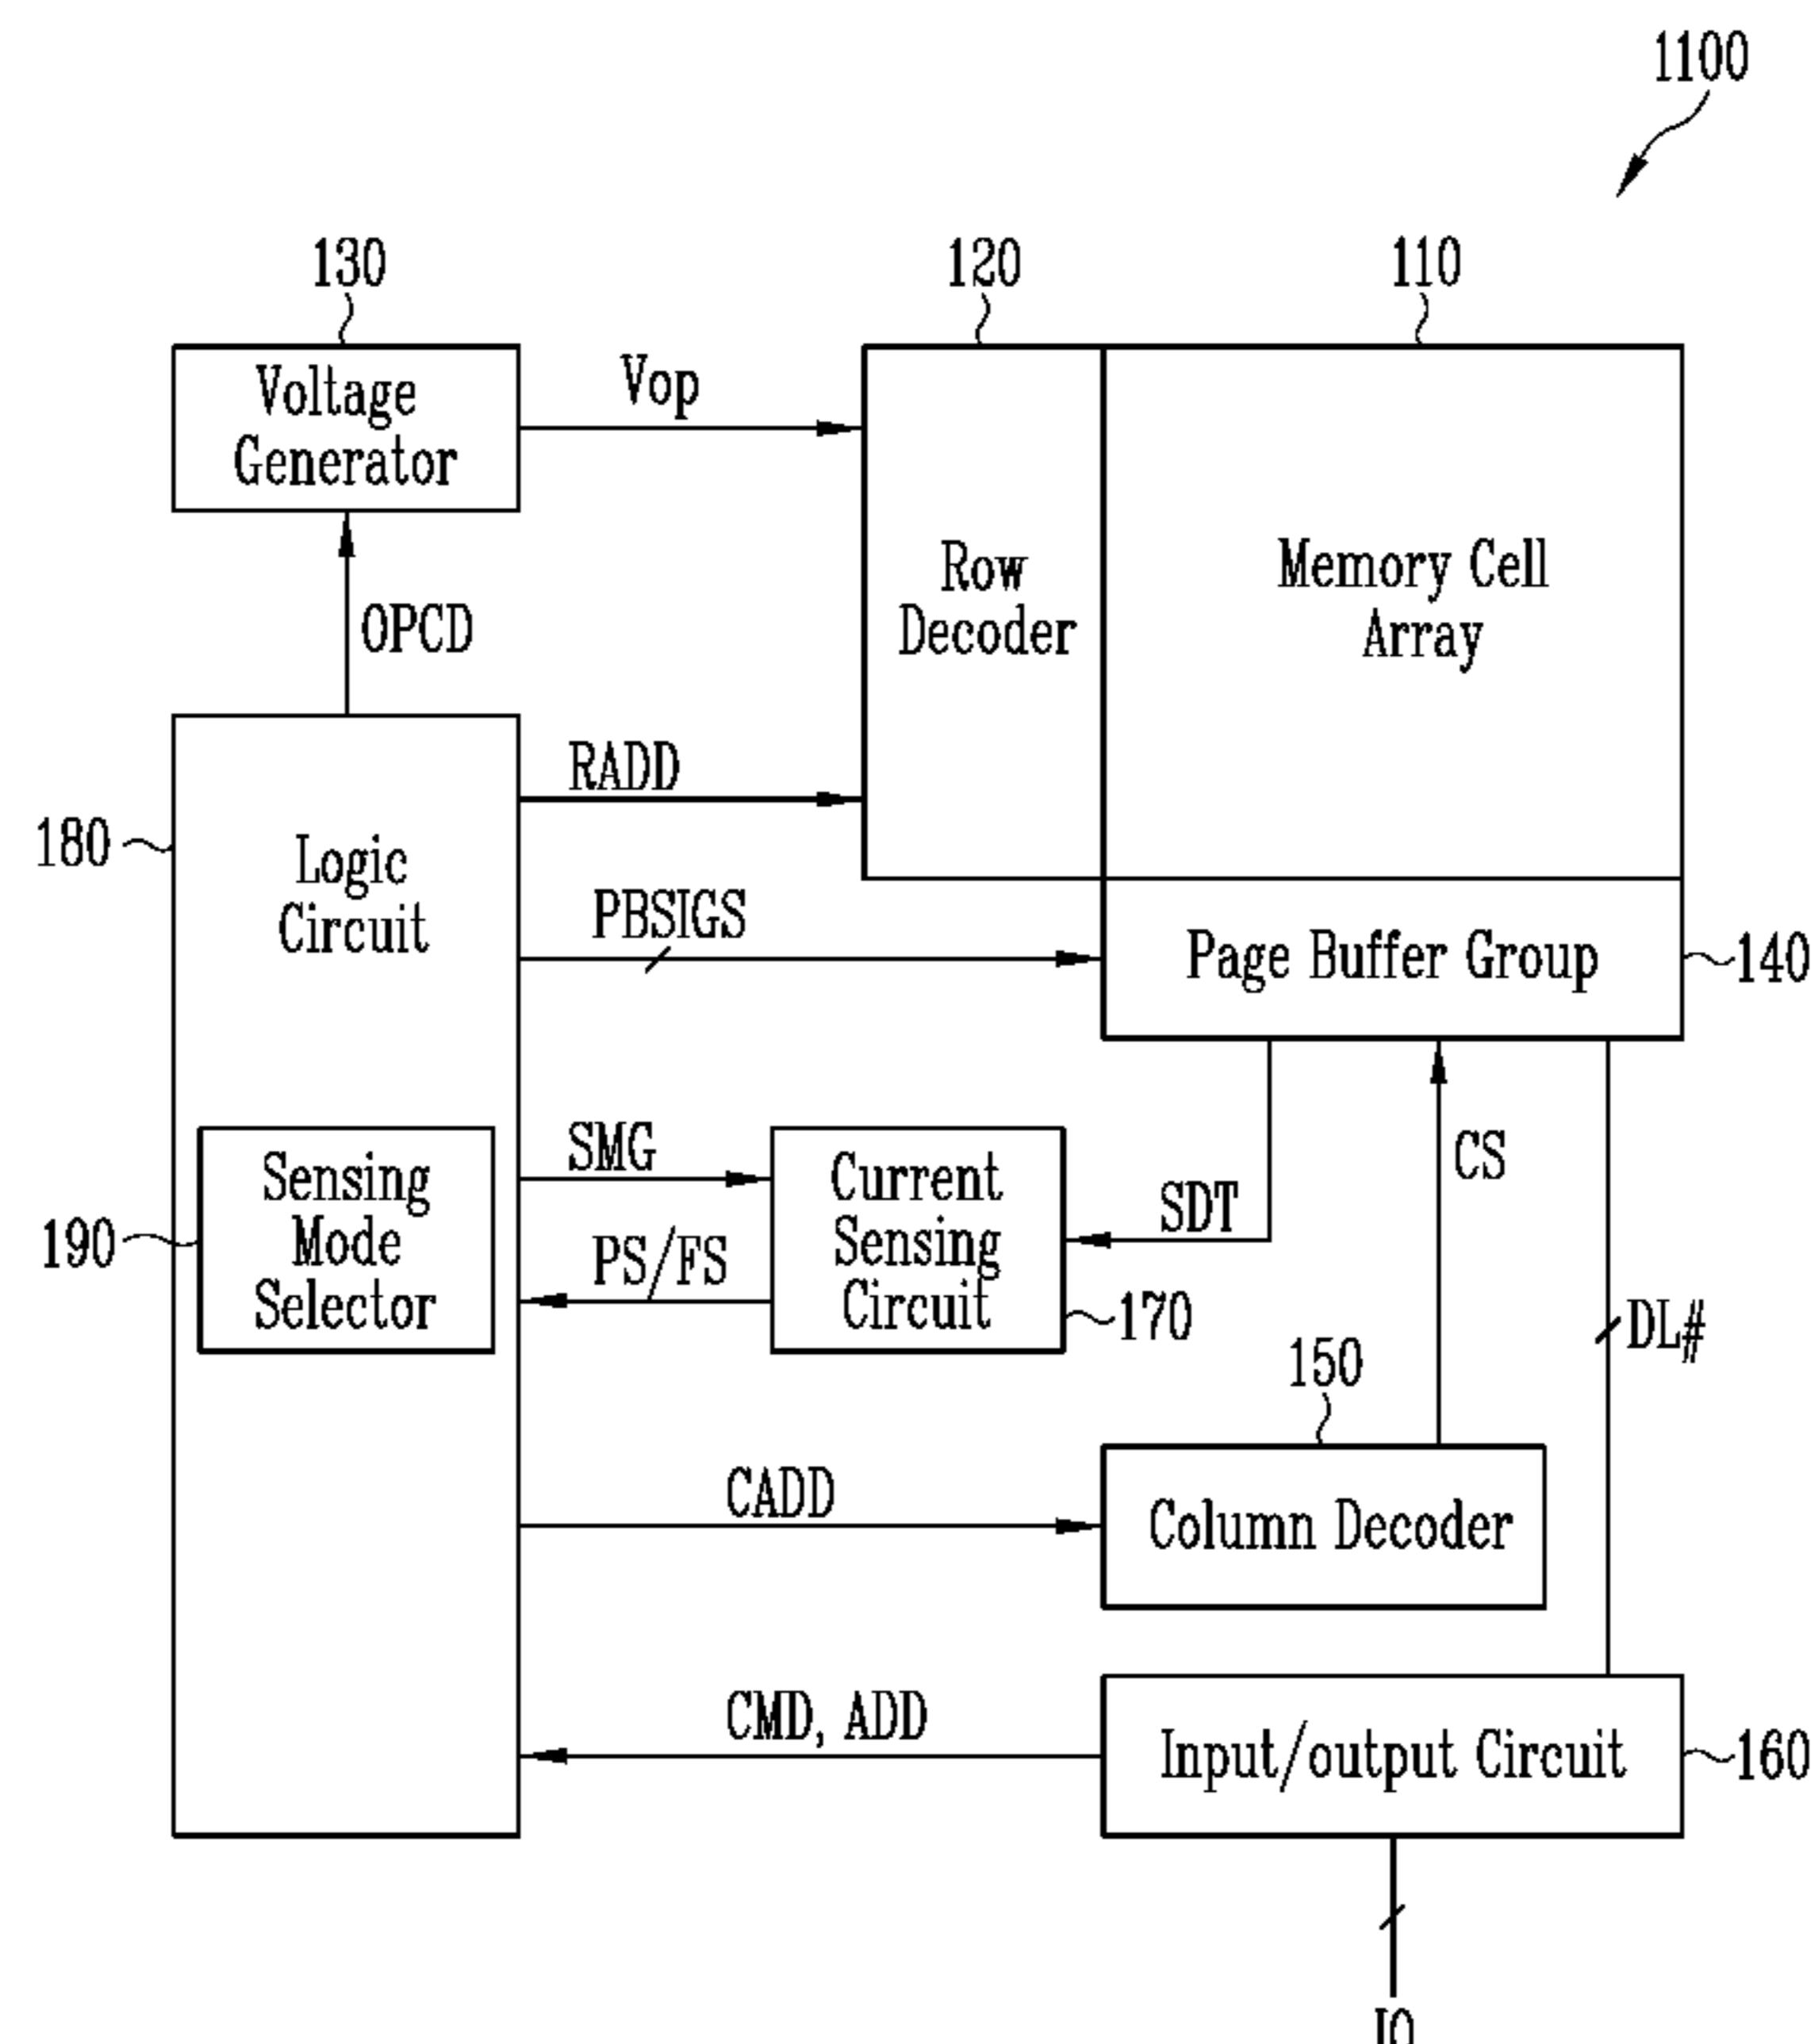 1100
130
120
110
Voltage
Generator
Vop
Row
Decoder
Memory Cell
Array
OPCD
RADD
180
Logic
Circuit
PBSIGS
Page Buffer Group
140
SMG
Sensing
Mode
Selector
190
Current
Sensing
Circuit
PS/FS
170
SDT
CS
DL#
150
CADD
Column Decoder
CMD, ADD
Input/output Circuit
160
IO